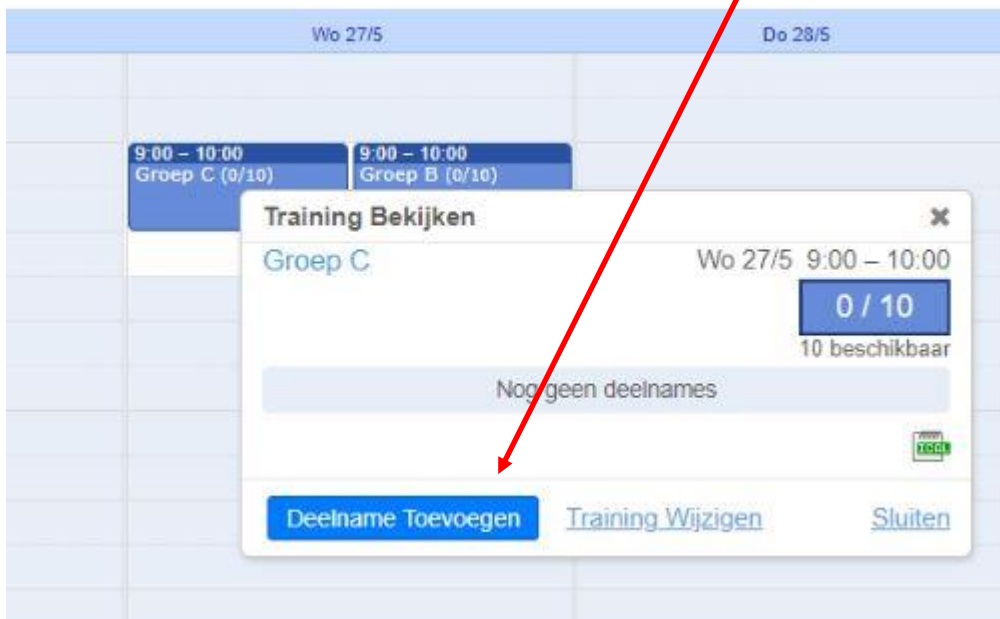 Wo 27/5
Do 28/5
9:00 – 10:00
Groep C (0/10)
9:00 – 10:00
Groep B (0/10)
Training Bekijken
Groep C
Wo 27/5 9:00 – 10:00
0 / 10
10 beschikbaar
Nog geen deelnames
ICAL
Deelname Toevoegen
Training Wijzigen
Sluiten